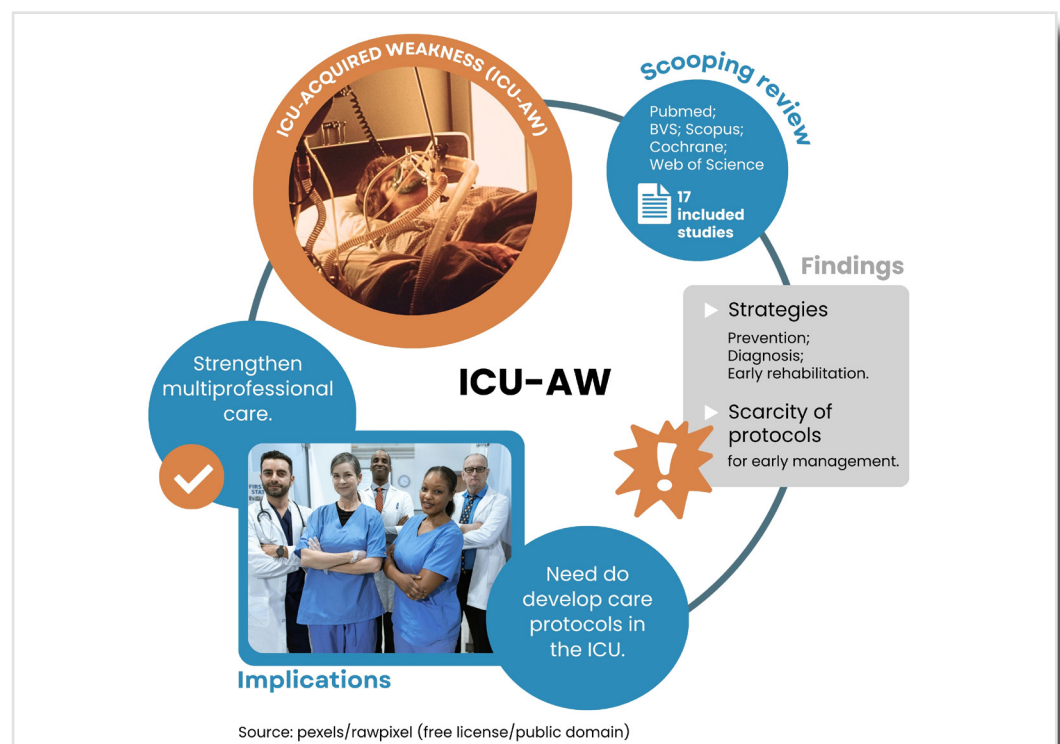 ICU-ACQUIRED WEAKNESS (ICU-AW)
Scooping review
Pubmed;
BVS; Scopus;
Cochrane;
Web of Science
17
included
studies
Findings
Strategies
Prevention;
Diagnosis;
Early rehabilitation.
Scarcity of
protocols
for early management.
ICU-AW
Strengthen
multiprofessional
care.
Need do
develop care
protocols in
the ICU.
Implications
Source: pexels/rawpixel (free license/public domain)